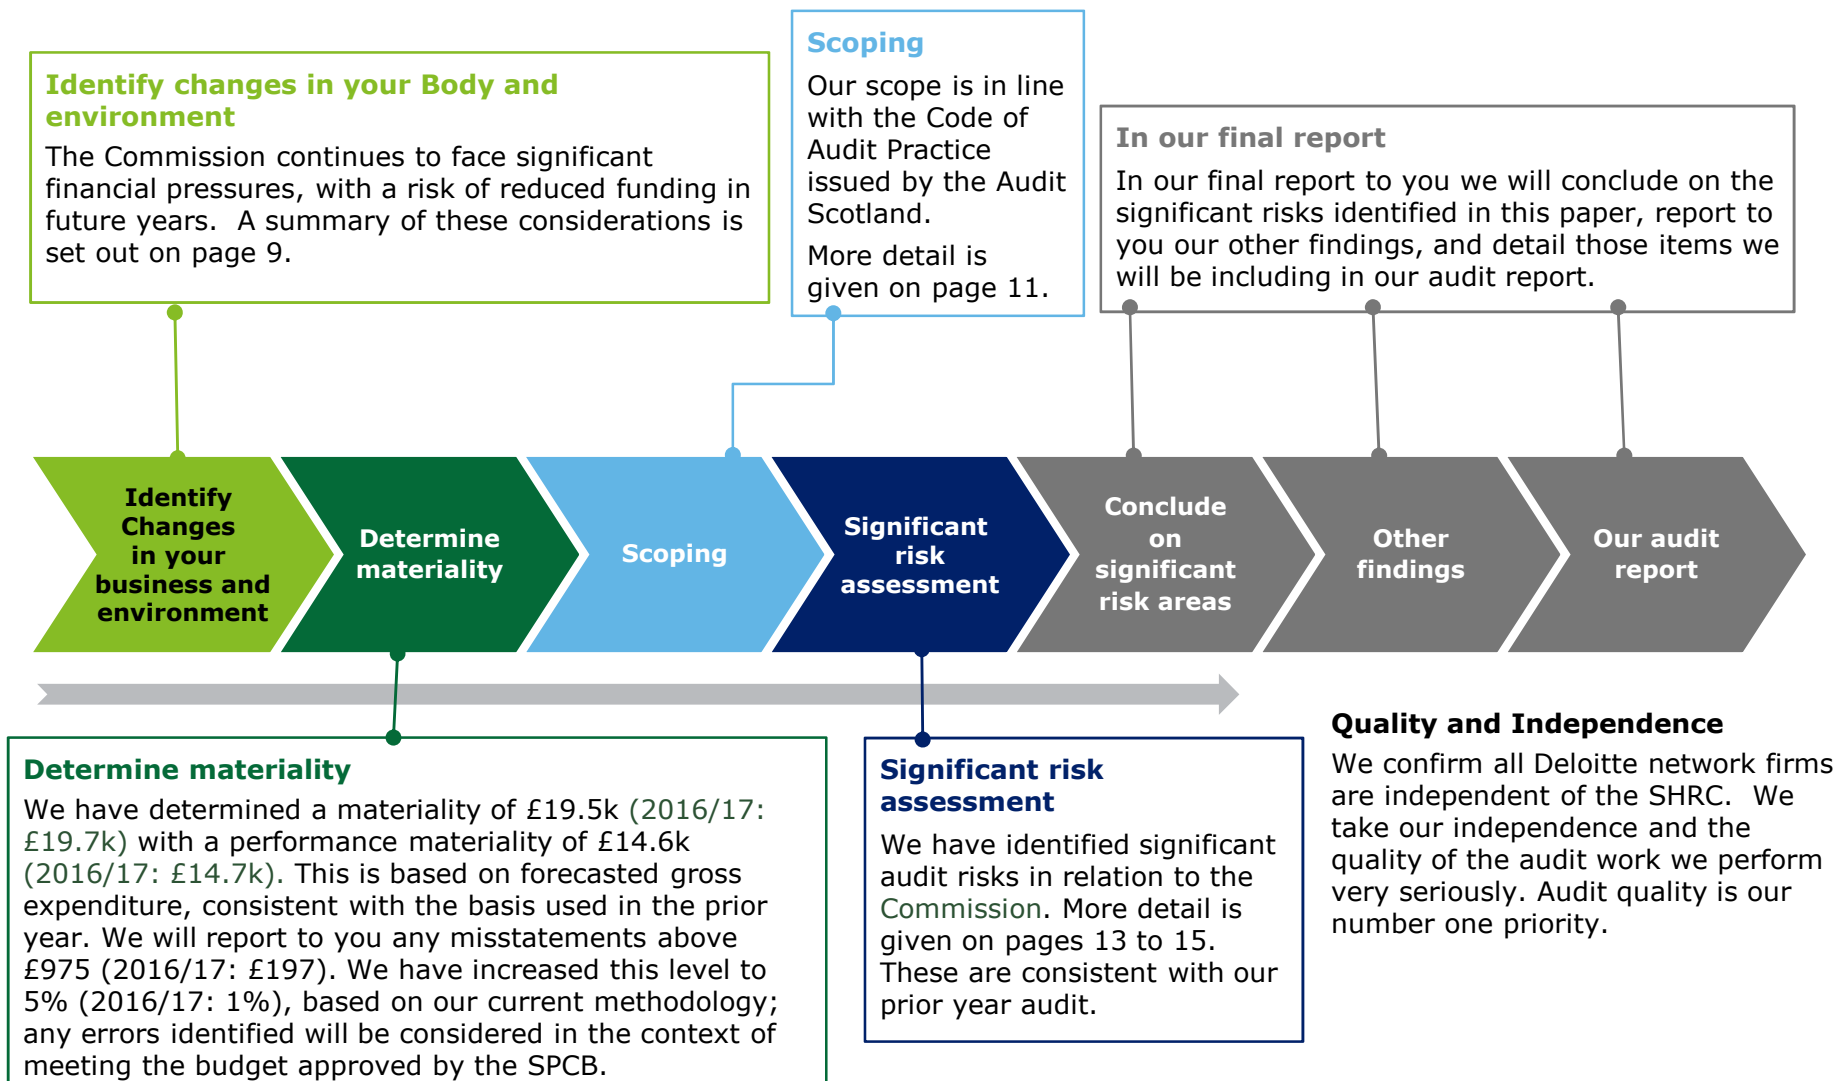 Identify changes in your Body and
environment
The Commission continues to face significant
financial pressures, with a risk of reduced funding in
future years.  A summary of these considerations is
set out on page 9.
Scoping
Our scope is in line
with the Code of
Audit Practice
issued by the Audit
Scotland.
More detail is
given on page 11.
In our final report
In our final report to you we will conclude on the
significant risks identified in this paper, report to
you our other findings, and detail those items we
will be including in our audit report.
Identify
Changes
in your
business and
environment
Determine
materiality
Scoping
Significant
risk
assessment
Conclude
on
significant
risk areas
Other
findings
Our audit
report
Determine materiality
We have determined a materiality of £19.5k (2016/17:
£19.7k) with a performance materiality of £14.6k
(2016/17: £14.7k). This is based on forecasted gross
expenditure, consistent with the basis used in the prior
year. We will report to you any misstatements above
£975 (2016/17: £197). We have increased this level to
5% (2016/17: 1%), based on our current methodology;
any errors identified will be considered in the context of
meeting the budget approved by the SPCB.
Significant risk
assessment
We have identified significant
audit risks in relation to the
Commission. More detail is
given on pages 13 to 15.
These are consistent with our
prior year audit.
Quality and Independence
We confirm all Deloitte network firms
are independent of the SHRC.  We
take our independence and the
quality of the audit work we perform
very seriously. Audit quality is our
number one priority.